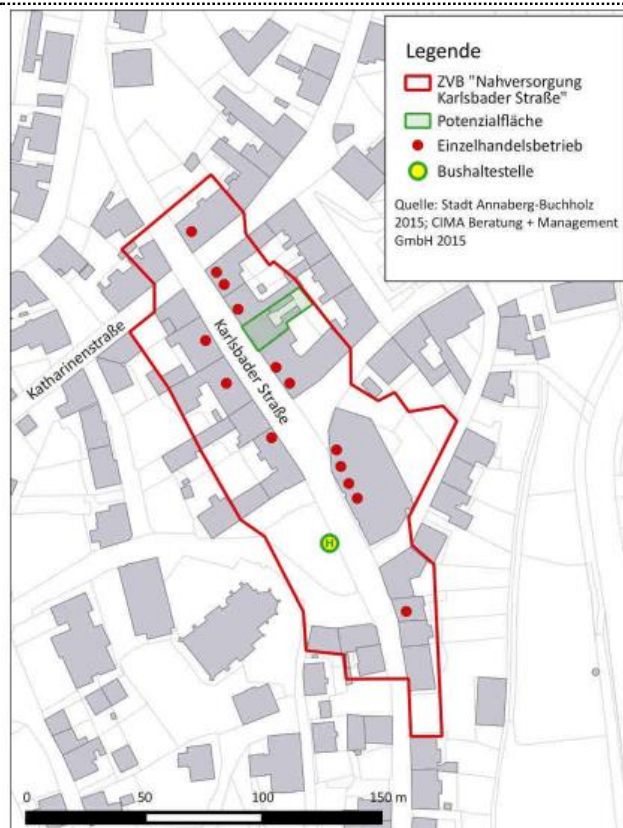 Legende
ZVB "Nahversorgung
Karlsbader Straße"
Potenzialfläche
Einzelhandelsbetrieb
Bushaltestelle
Quelle: Stadt Annaberg-Buchholz
2015; CIMA Beratung + Management
GmbH 2015
Katharinenstraße
Karlsbader Straße
H
0 50 100 150 m